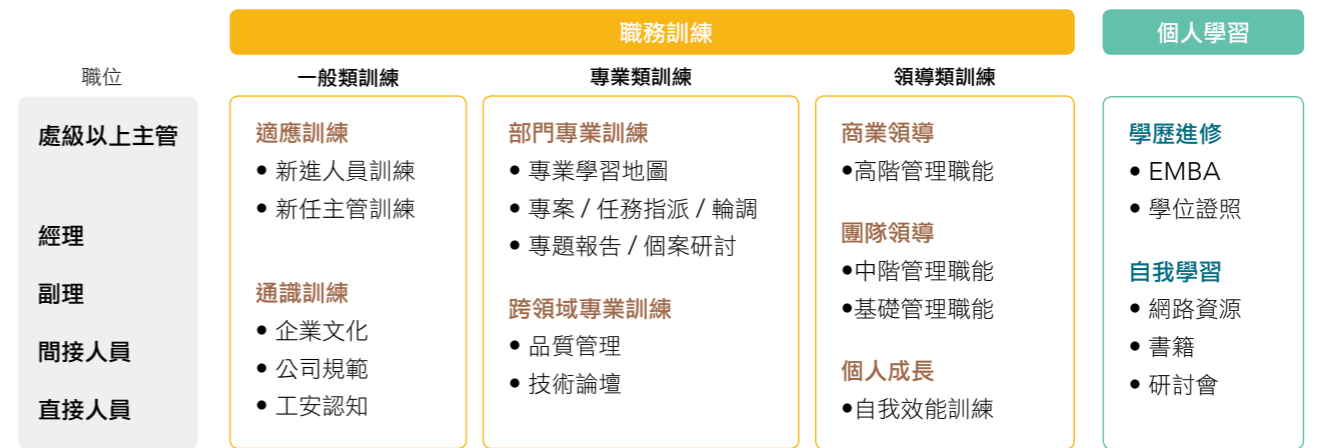 職務訓練
個人學習
職位
一般類訓練
專業類訓練
領導類訓練
處級以上主管
經理
副理
間接人員
直接人員
適應訓練
• 新進人員訓練
• 新任主管訓練
通識訓練
• 企業文化
• 公司規範
• 工安認知
部門專業訓練
• 專業學習地圖
• 專案 / 任務指派 / 輪調
• 專題報告 / 個案研討
跨領域專業訓練
• 品質管理
• 技術論壇
商業領導
•高階管理職能
團隊領導
•中階管理職能
•基礎管理職能
個人成長
•自我效能訓練
學歷進修
• EMBA
• 學位證照
自我學習
• 網路資源
• 書籍
• 研討會